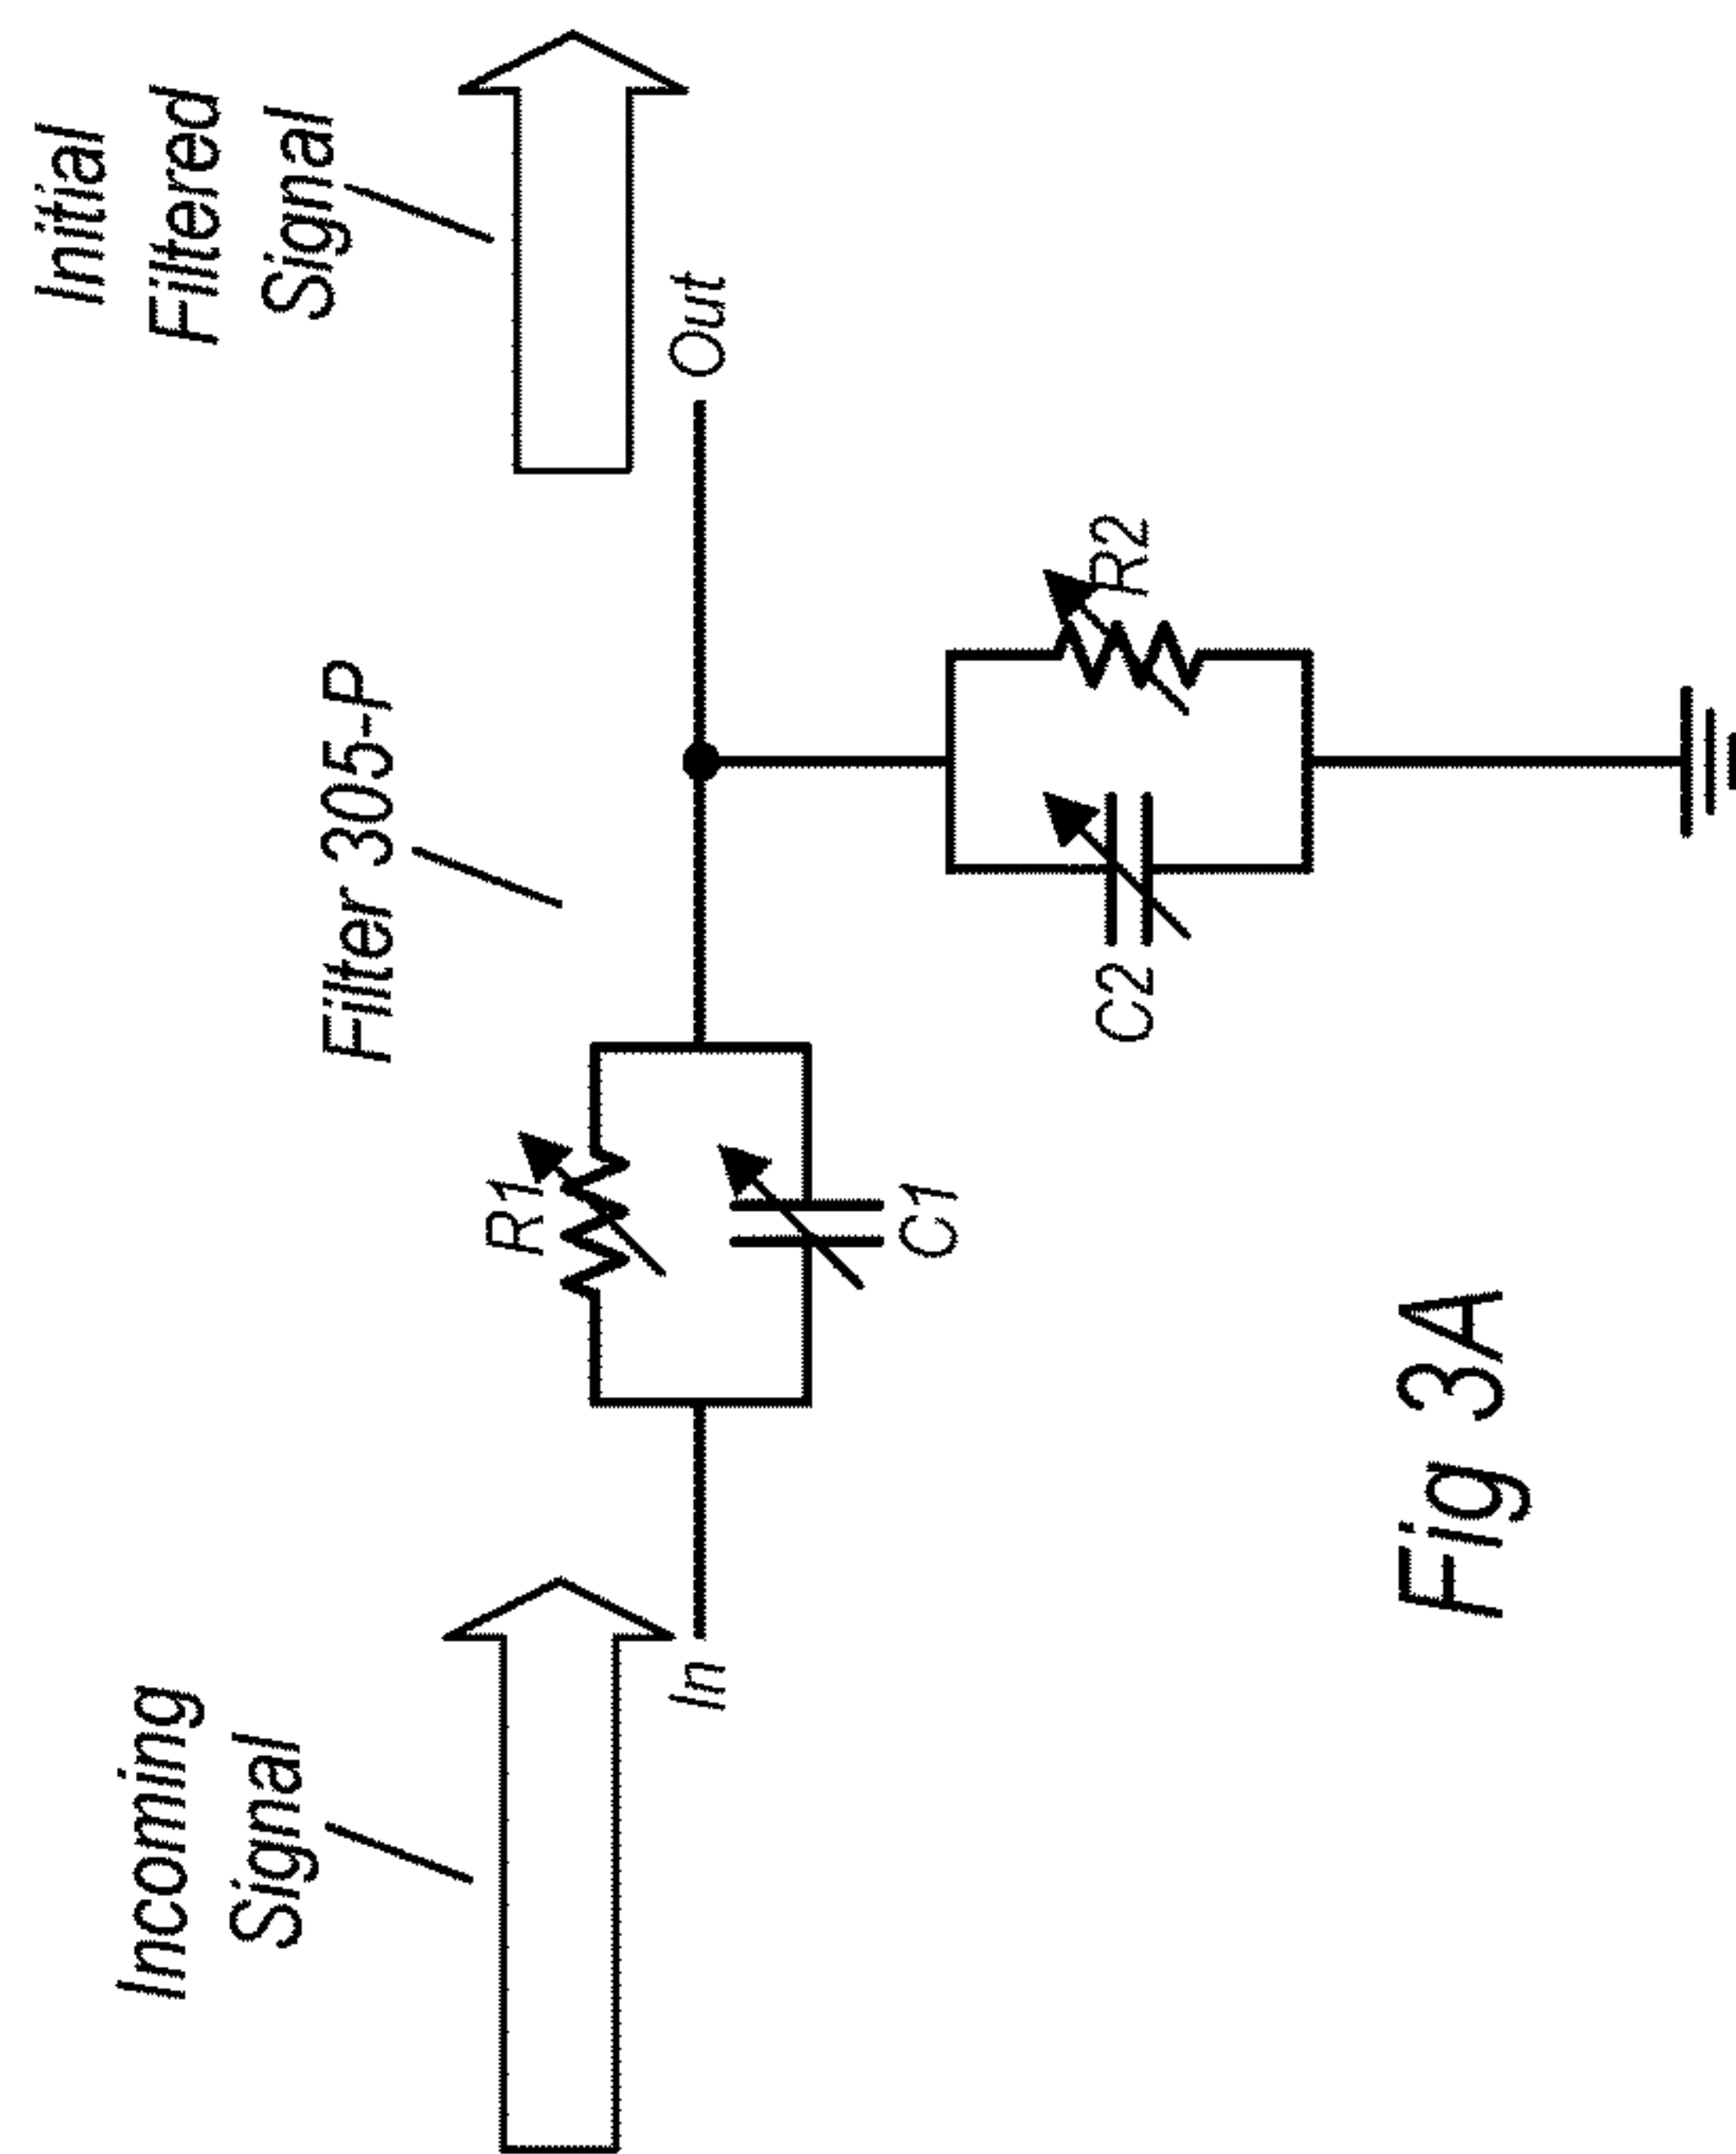 Incoming
Signal
In
R1
C1
Filter 305-P
C2
R2
Out
Initial
Filtered
Signal
Fig 3A